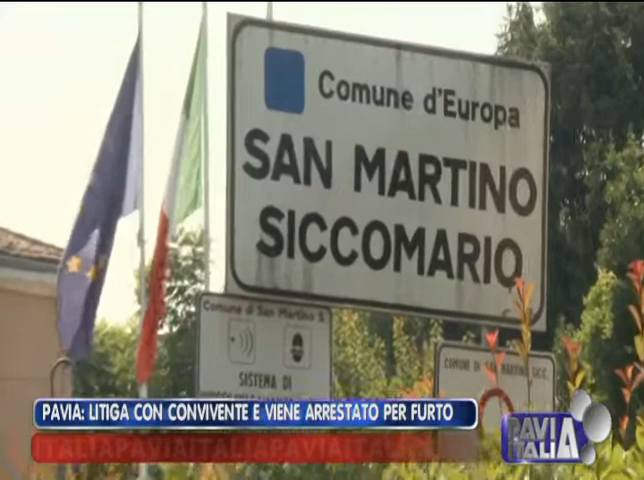 Comune d'Europa
SAN MARTINO
SICCOMARIO
Comune di San Martino S.
SISTEMA DI
COMUNE DI SAN MARTINO SICC.
PAVIA: LITIGA CON CONVIVENTE E VIENE ARRESTATO PER FURTO
ITALIAPAVIAITALIAPAVIAITALIA
PAVIA
ITALIA